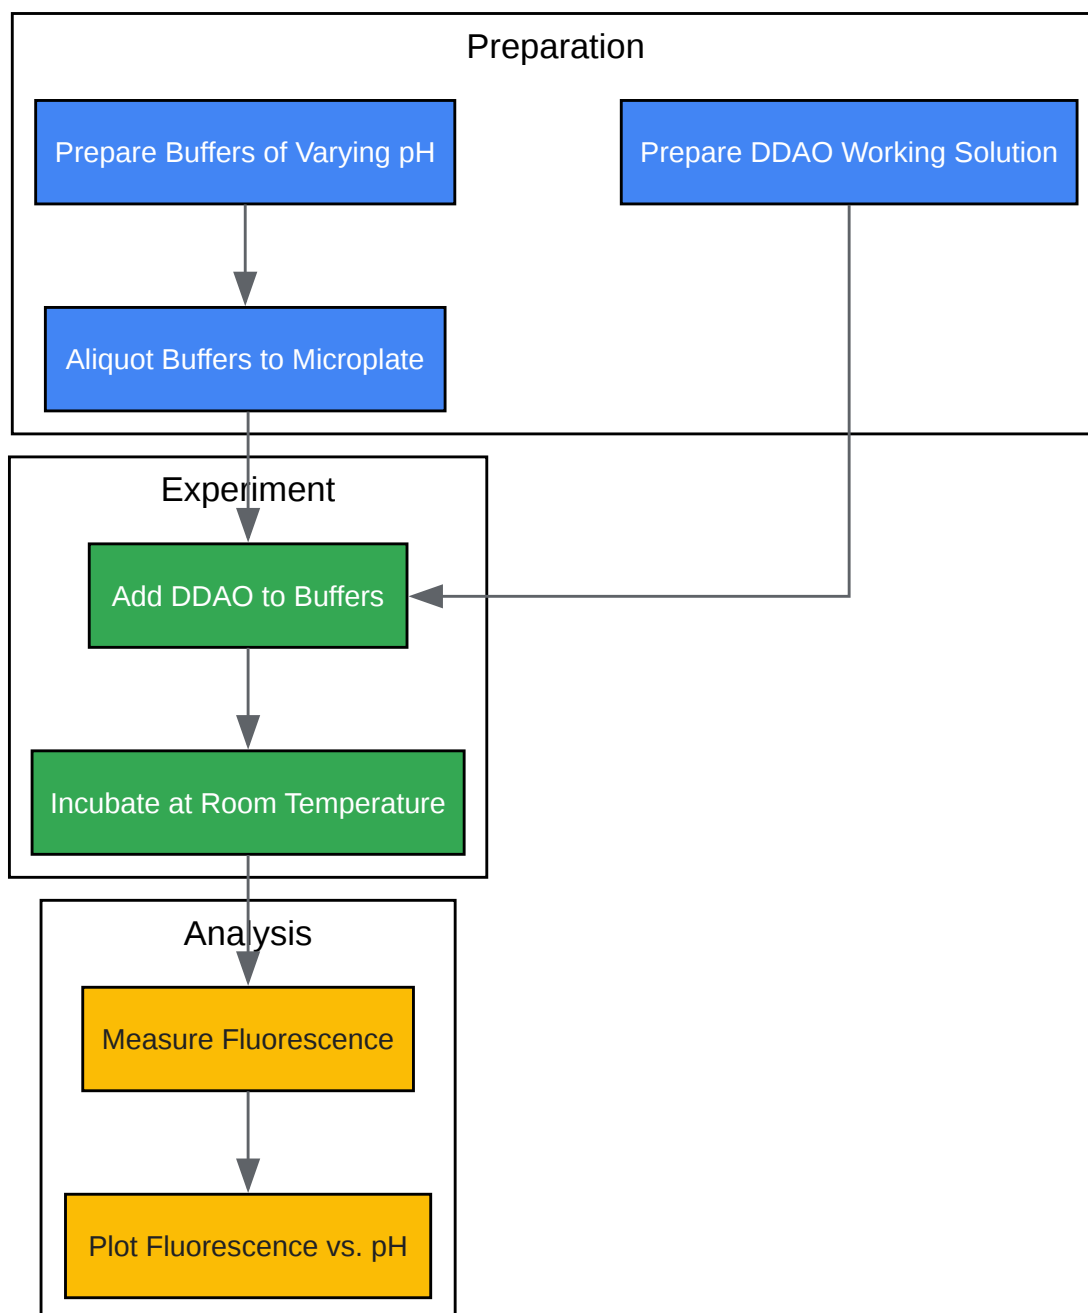 Preparation
Prepare Buffers of Varying pH
Prepare DDAO Working Solution
Aliquot Buffers to Microplate
Experiment
Add DDAO to Buffers
Incubate at Room Temperature
Analysis
Measure Fluorescence
Plot Fluorescence vs. pH